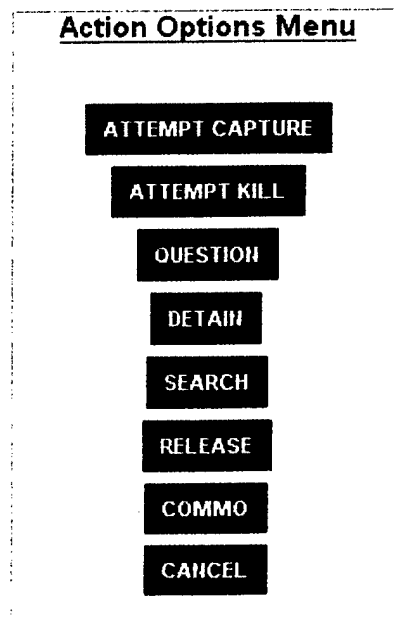 Action Options Menu
ATTEMPT CAPTURE
ATTEMPT KILL
QUESTION
DETAIN
SEARCH
RELEASE
COMMO
CANCEL